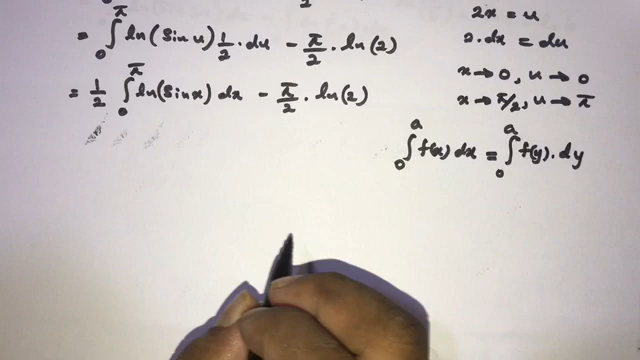 = ∫₀^π ln(sin u) 1/2 · du − π/2 · ln(2)
= 1/2 ∫₀^π ln(sin x) dx − π/2 · ln(2)
2x = u
2 · dx = du
x → 0, u → 0
x → π/2, u → π
∫₀^a f(x) dx = ∫₀^a f(y) · dy